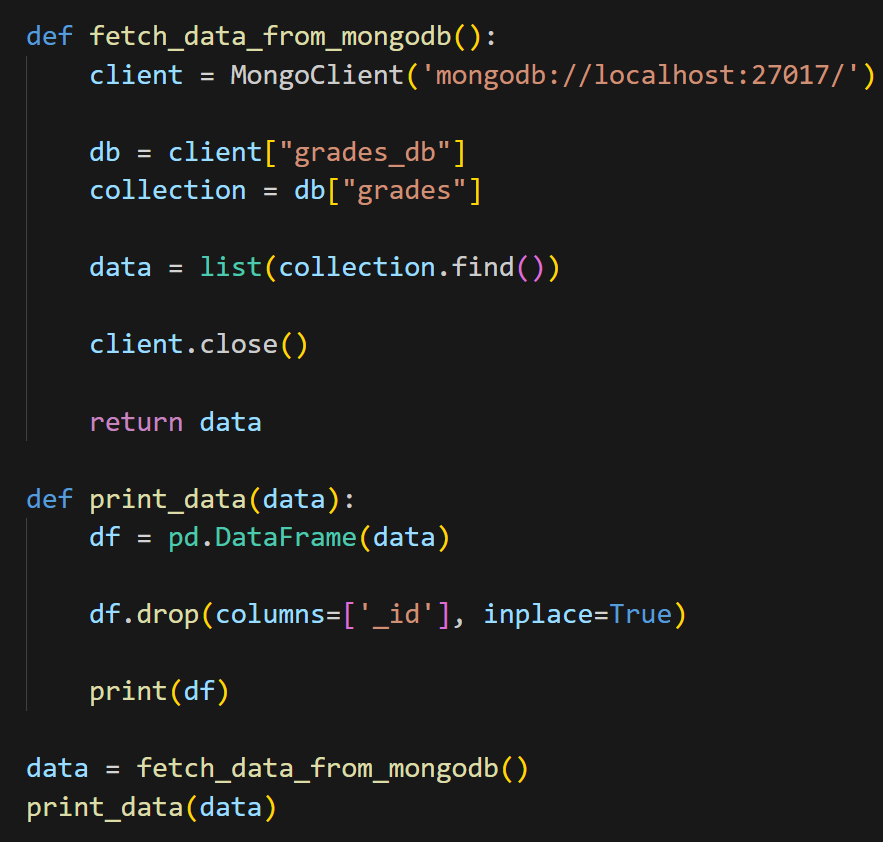 def fetch_data_from_mongodb():
    client = MongoClient('mongodb://localhost:27017/')
    db = client["grades_db"]
    collection = db["grades"]
    data = list(collection.find())
    client.close()
    return data
def print_data(data):
    df = pd.DataFrame(data)
    df.drop(columns=['_id'], inplace=True)
    print(df)
data = fetch_data_from_mongodb()
print_data(data)